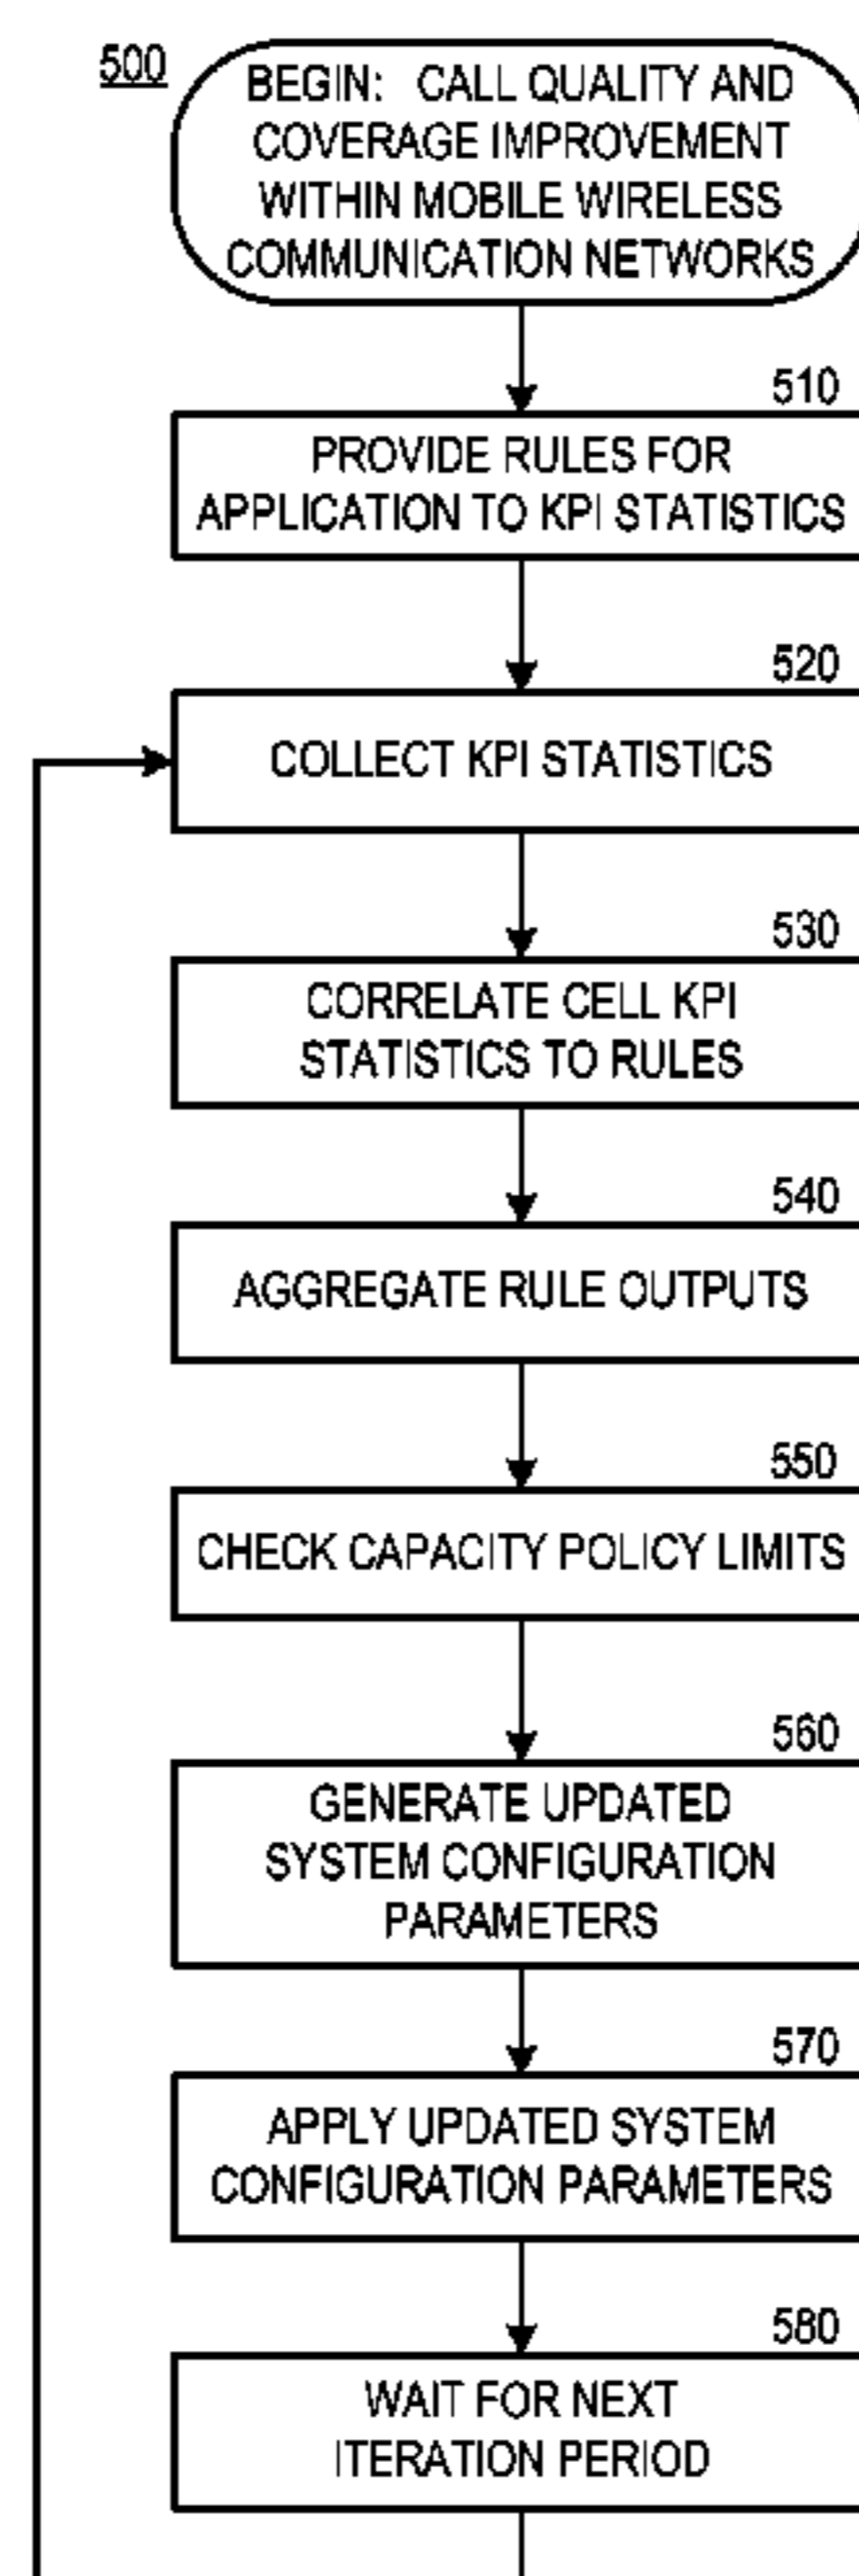 500
BEGIN: CALL QUALITY AND
COVERAGE IMPROVEMENT
WITHIN MOBILE WIRELESS
COMMUNICATION NETWORKS
510
PROVIDE RULES FOR
APPLICATION TO KPI STATISTICS
520
COLLECT KPI STATISTICS
530
CORRELATE CELL KPI
STATISTICS TO RULES
540
AGGREGATE RULE OUTPUTS
550
CHECK CAPACITY POLICY LIMITS
560
GENERATE UPDATED
SYSTEM CONFIGURATION
PARAMETERS
570
APPLY UPDATED SYSTEM
CONFIGURATION PARAMETERS
580
WAIT FOR NEXT
ITERATION PERIOD